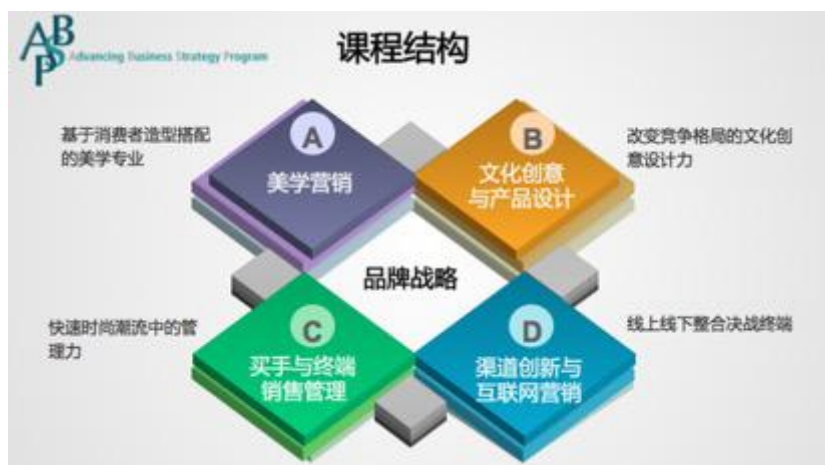 ABSP
Advancing Business Strategy Program
课程结构
基于消费者造型搭配
的美学专业
A
美学营销
B
文化创意
与产品设计
改变竞争格局的文化创
意设计力
品牌战略
快速时尚潮流中的管
理力
C
买手与终端
销售管理
D
渠道创新与
互联网营销
线上线下整合决战终端